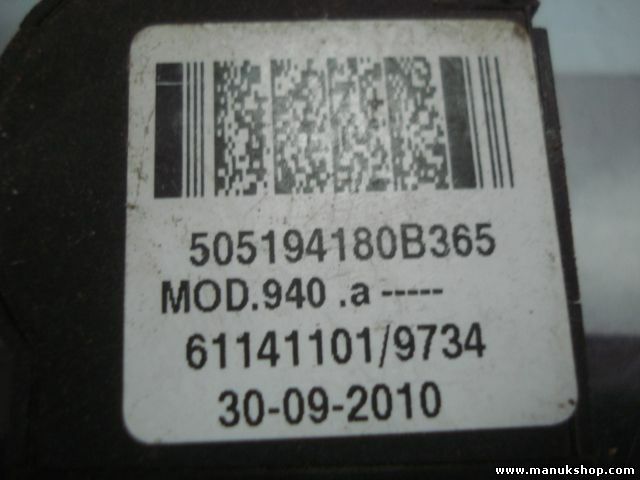 505194180B365
MOD.940 .a -----
61141101/9734
30-09-2010
www.manukshop.com